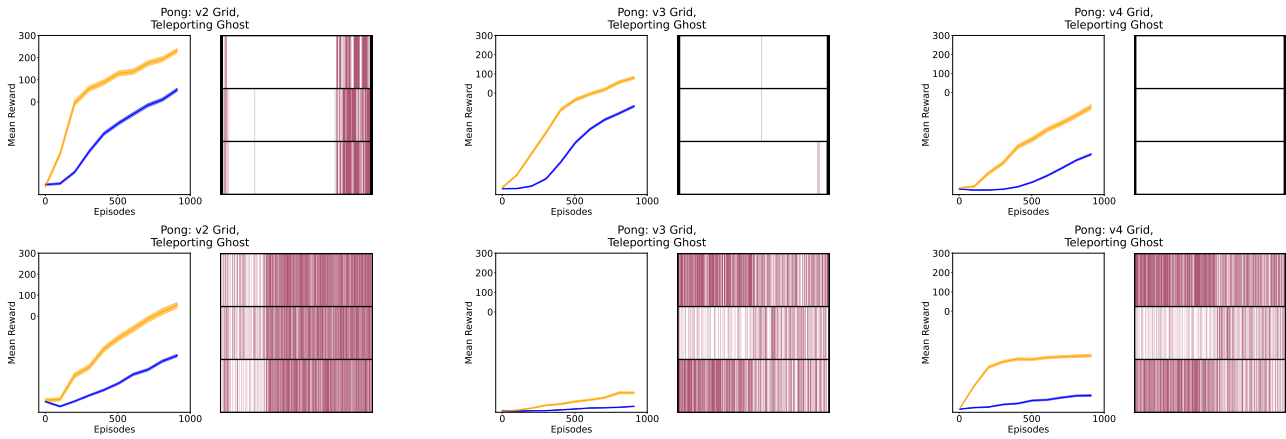 Pong: v2 Grid,
Teleporting Ghost
300
200
100
0
Mean Reward
0
500
1000
Episodes
Pong: v3 Grid,
Teleporting Ghost
300
200
100
0
Mean Reward
0
500
1000
Episodes
Pong: v4 Grid,
Teleporting Ghost
300
200
100
0
Mean Reward
0
500
1000
Episodes
Pong: v2 Grid,
Teleporting Ghost
300
200
100
0
Mean Reward
0
500
1000
Episodes
Pong: v3 Grid,
Teleporting Ghost
300
200
100
0
Mean Reward
0
500
1000
Episodes
Pong: v4 Grid,
Teleporting Ghost
300
200
100
0
Mean Reward
0
500
1000
Episodes